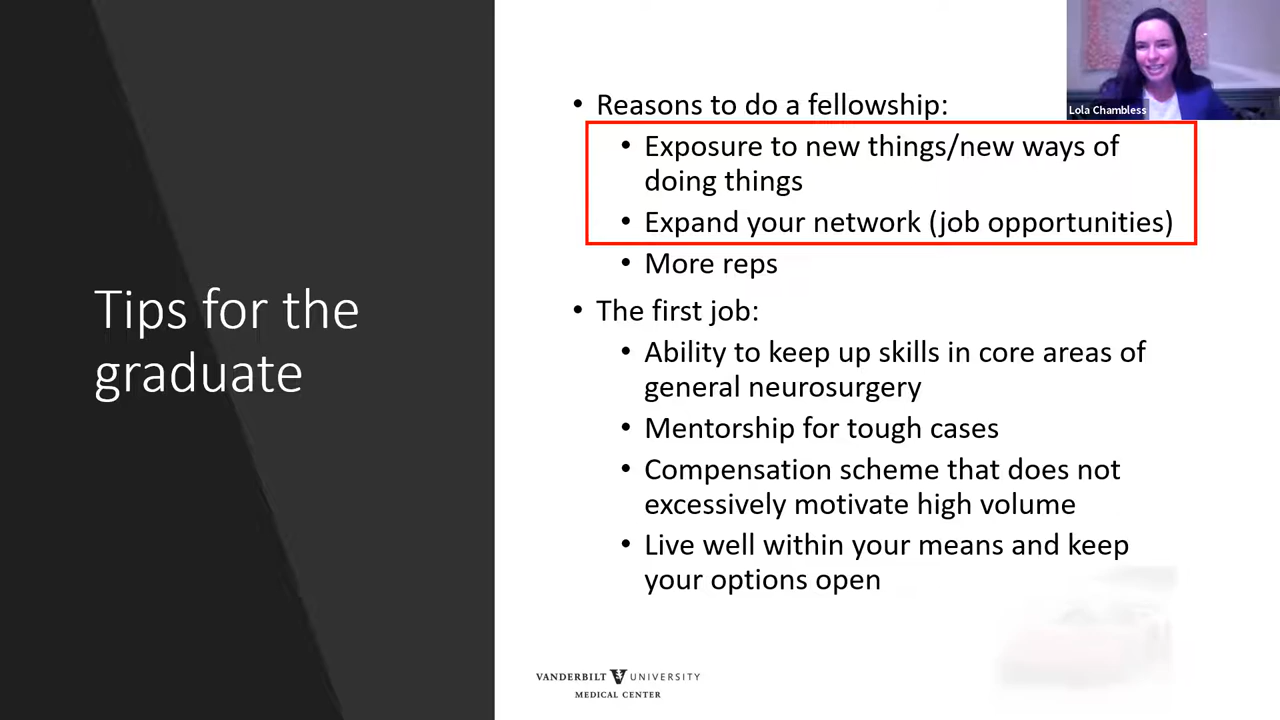 Tips for the
graduate
• Reasons to do a fellowship:
• Exposure to new things/new ways of
doing things
• Expand your network (job opportunities)
• More reps
• The first job:
• Ability to keep up skills in core areas of
general neurosurgery
• Mentorship for tough cases
• Compensation scheme that does not
excessively motivate high volume
• Live well within your means and keep
your options open
Lola Chambless
VANDERBILT UNIVERSITY
MEDICAL CENTER